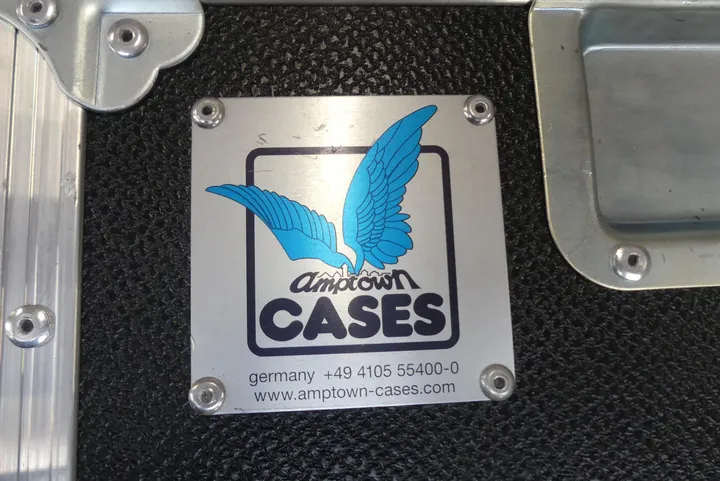 amptown
CASES
germany +49 4105 55400-0
www.amptown-cases.com